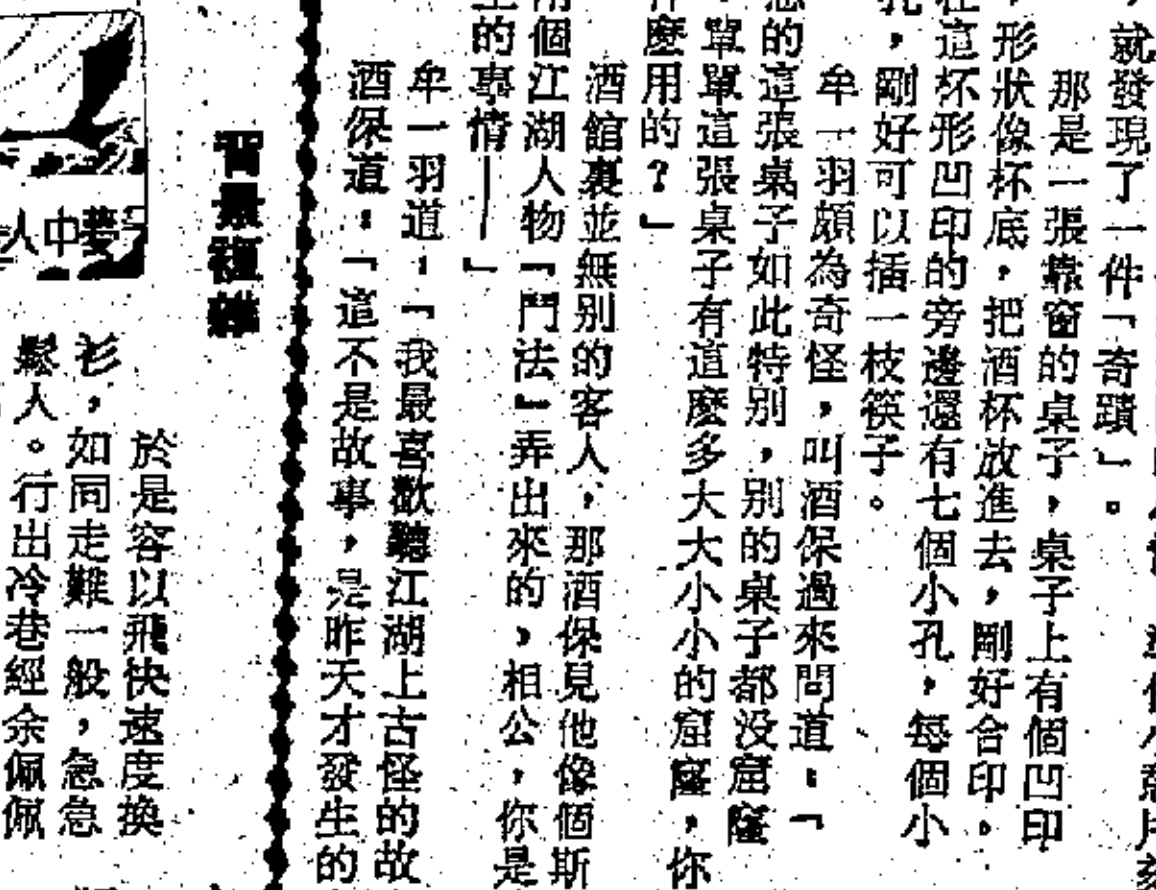 就發現了一件「奇蹟」。
那是一張靠窗的桌子，桌子上有個凹印
，形狀像杯底，把酒杯放進去，剛好合印。
在這杯形凹印的旁邊還有七個小孔，每個小
孔，剛好可以插一枝筷子。
牟一羽頗為奇怪，叫酒保過來問道：「
的這張桌子如此特别，别的桌子都没窟窿
，單單這張桌子有這麼多大大小小的窟窿，你
麼用的？」
酒館裏並無别的客人，那酒保見他像個斯
兩個江湖人物「鬥法」弄出來的，相公，你是
的事情——」
牟一羽道：「我最喜歡聽江湖上古怪的故
酒保道：「這不是故事，是昨天才發生的
背景複雜
於是容以飛快速度換
衫，如同走難一般，急急
鬆人。行出冷巷經余佩佩
夢中人